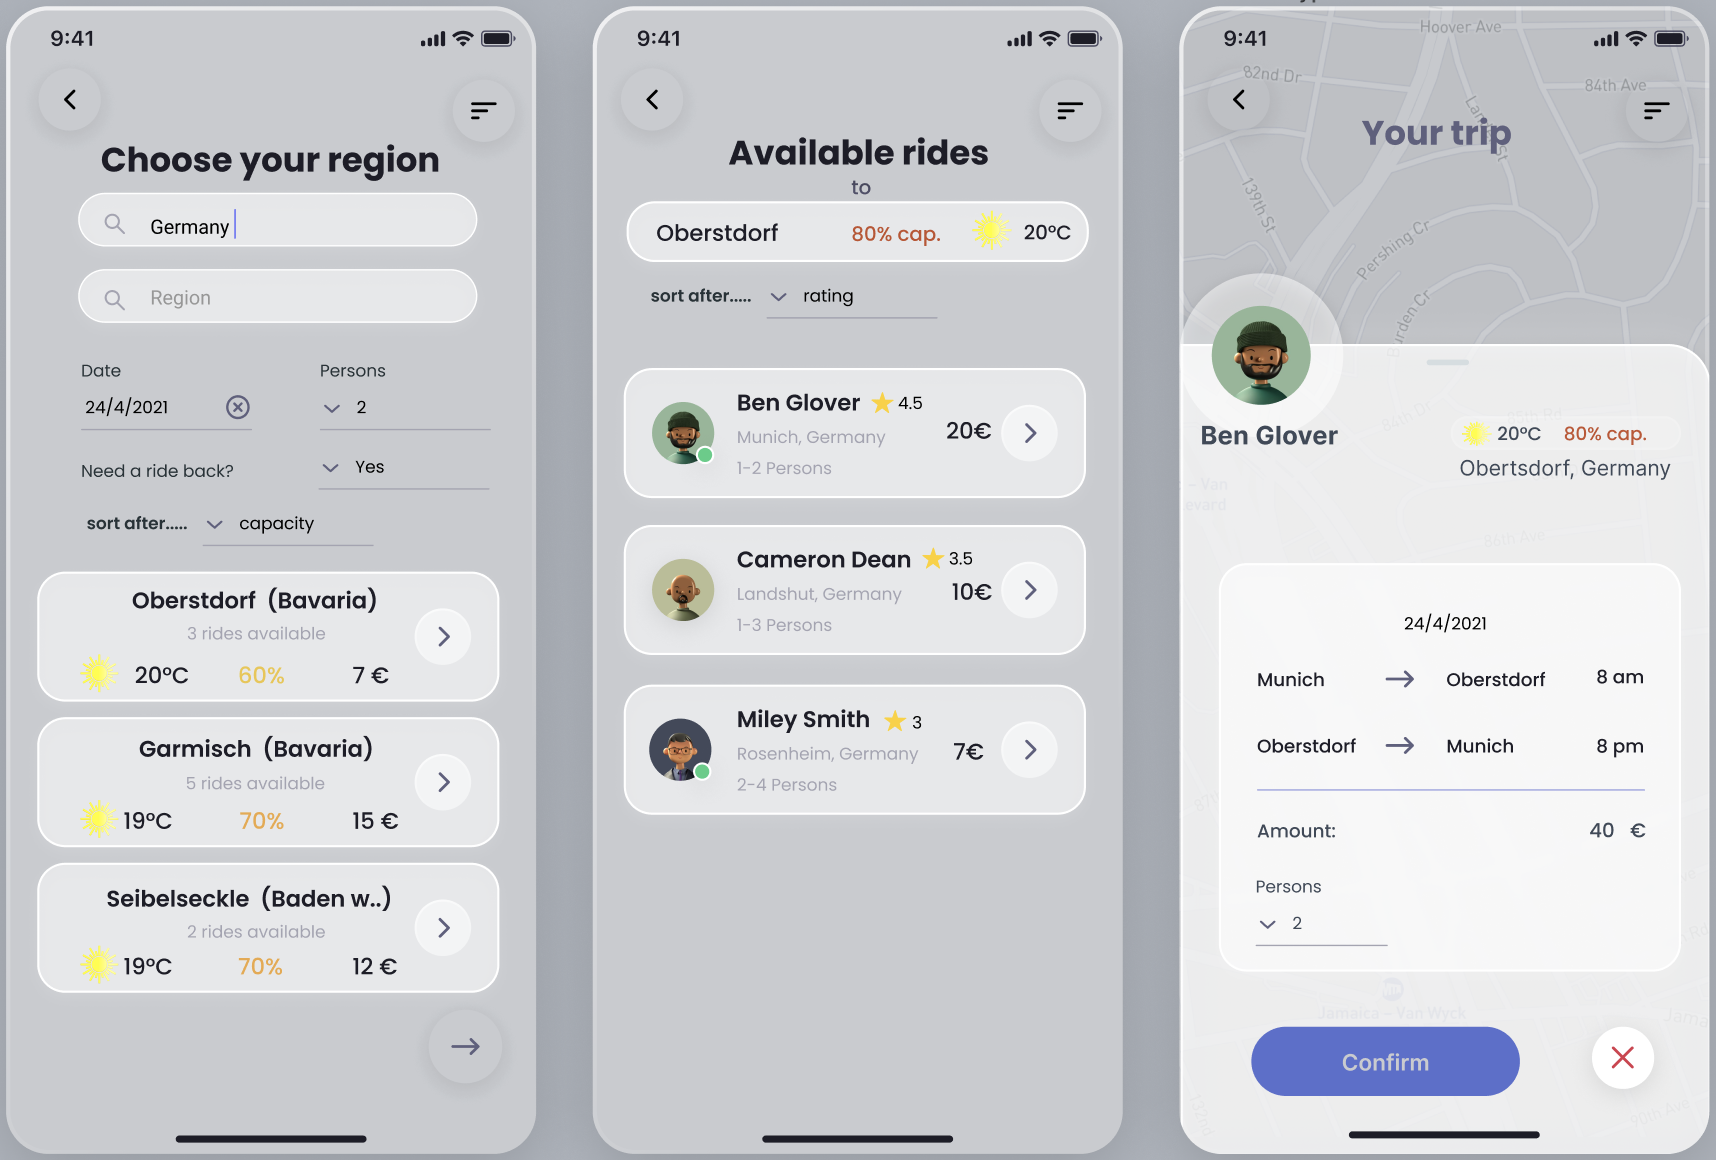 9:41
Choose your region
Germany
Region
Date
Persons
24/4/2021
2
Need a ride back?
Yes
sort after.....
capacity
Oberstdorf (Bavaria)
3 rides available
20°C 60% 7 €
Garmisch (Bavaria)
5 rides available
19°C 70% 15 €
Seibelseckle (Baden w..)
2 rides available
19°C 70% 12 €
9:41
Available rides
to
Oberstdorf 80% cap. 20°C
sort after..... rating
Ben Glover 4.5
Munich, Germany
20€
1-2 Persons
Cameron Dean 3.5
Landshut, Germany
10€
1-3 Persons
Miley Smith 3
Rosenheim, Germany
7€
2-4 Persons
9:41
Hoover Ave
82nd Dr
84th Ave
Your trip
139th St
Pershing Cr
Burden Cr
Ben Glover
20°C 80% cap.
Obertsdorf, Germany
– Van
evard
86th Ave
24/4/2021
Munich → Oberstdorf 8 am
Oberstdorf → Munich 8 pm
Amount: 40 €
Persons
2
Jamaica – Van Wyck
Confirm
90th Ave